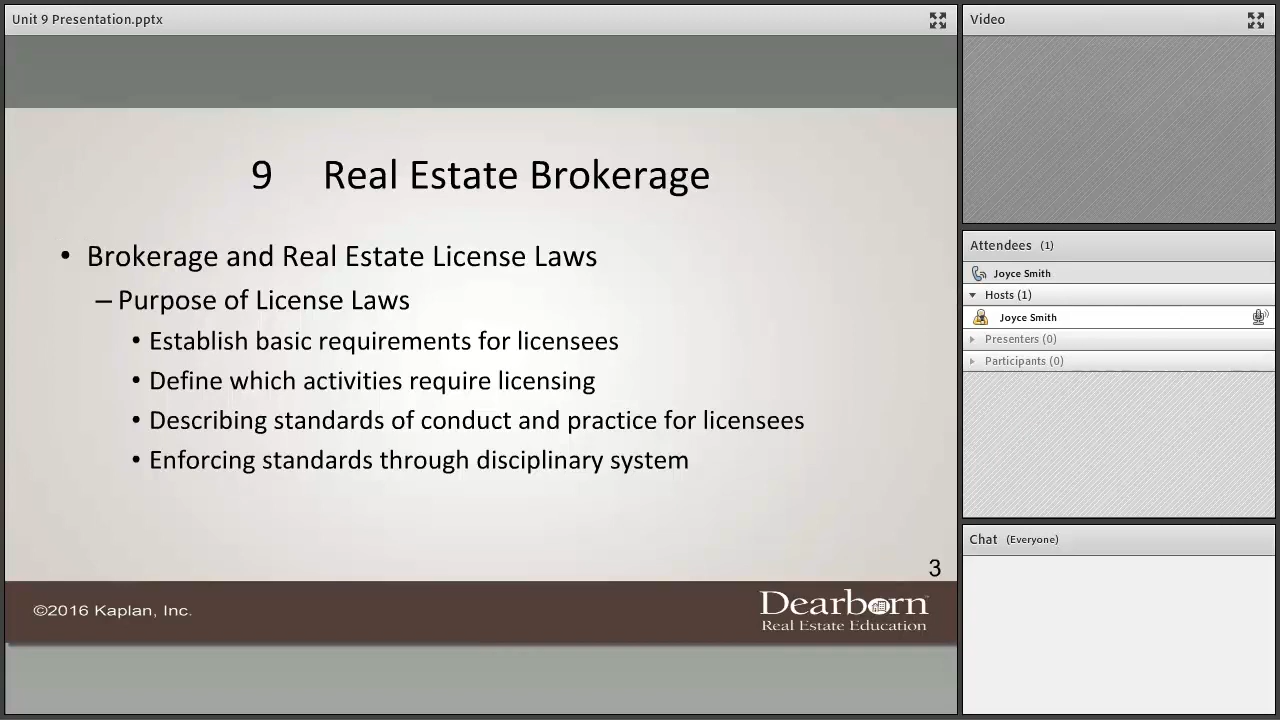 Unit 9 Presentation.pptx
9 Real Estate Brokerage
• Brokerage and Real Estate License Laws
– Purpose of License Laws
• Establish basic requirements for licensees
• Define which activities require licensing
• Describing standards of conduct and practice for licensees
• Enforcing standards through disciplinary system
3
©2016 Kaplan, Inc.
Dearborn™
Real Estate Education
Video
Attendees (1)
Joyce Smith
Hosts (1)
Joyce Smith
Presenters (0)
Participants (0)
Chat (Everyone)